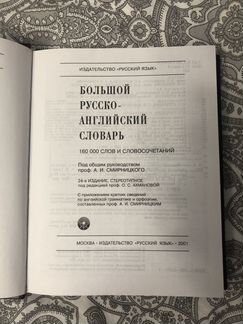 ИЗДАТЕЛЬСТВО «РУССКИЙ ЯЗЫК»
БОЛЬШОЙ
РУССКО-
АНГЛИЙСКИЙ
СЛОВАРЬ
160 000 СЛОВ И СЛОВОСОЧЕТАНИЙ
Под общим руководством
проф. А. И. СМИРНИЦКОГО
24-е ИЗДАНИЕ, СТЕРЕОТИПНОЕ
под редакцией проф. О. С. АХМАНОВОЙ
С приложением кратких сведений
по английской грамматике и орфоэпии,
составленных проф. А. И. СМИРНИЦКИМ
МОСКВА · ИЗДАТЕЛЬСТВО «РУССКИЙ ЯЗЫК» · 2001